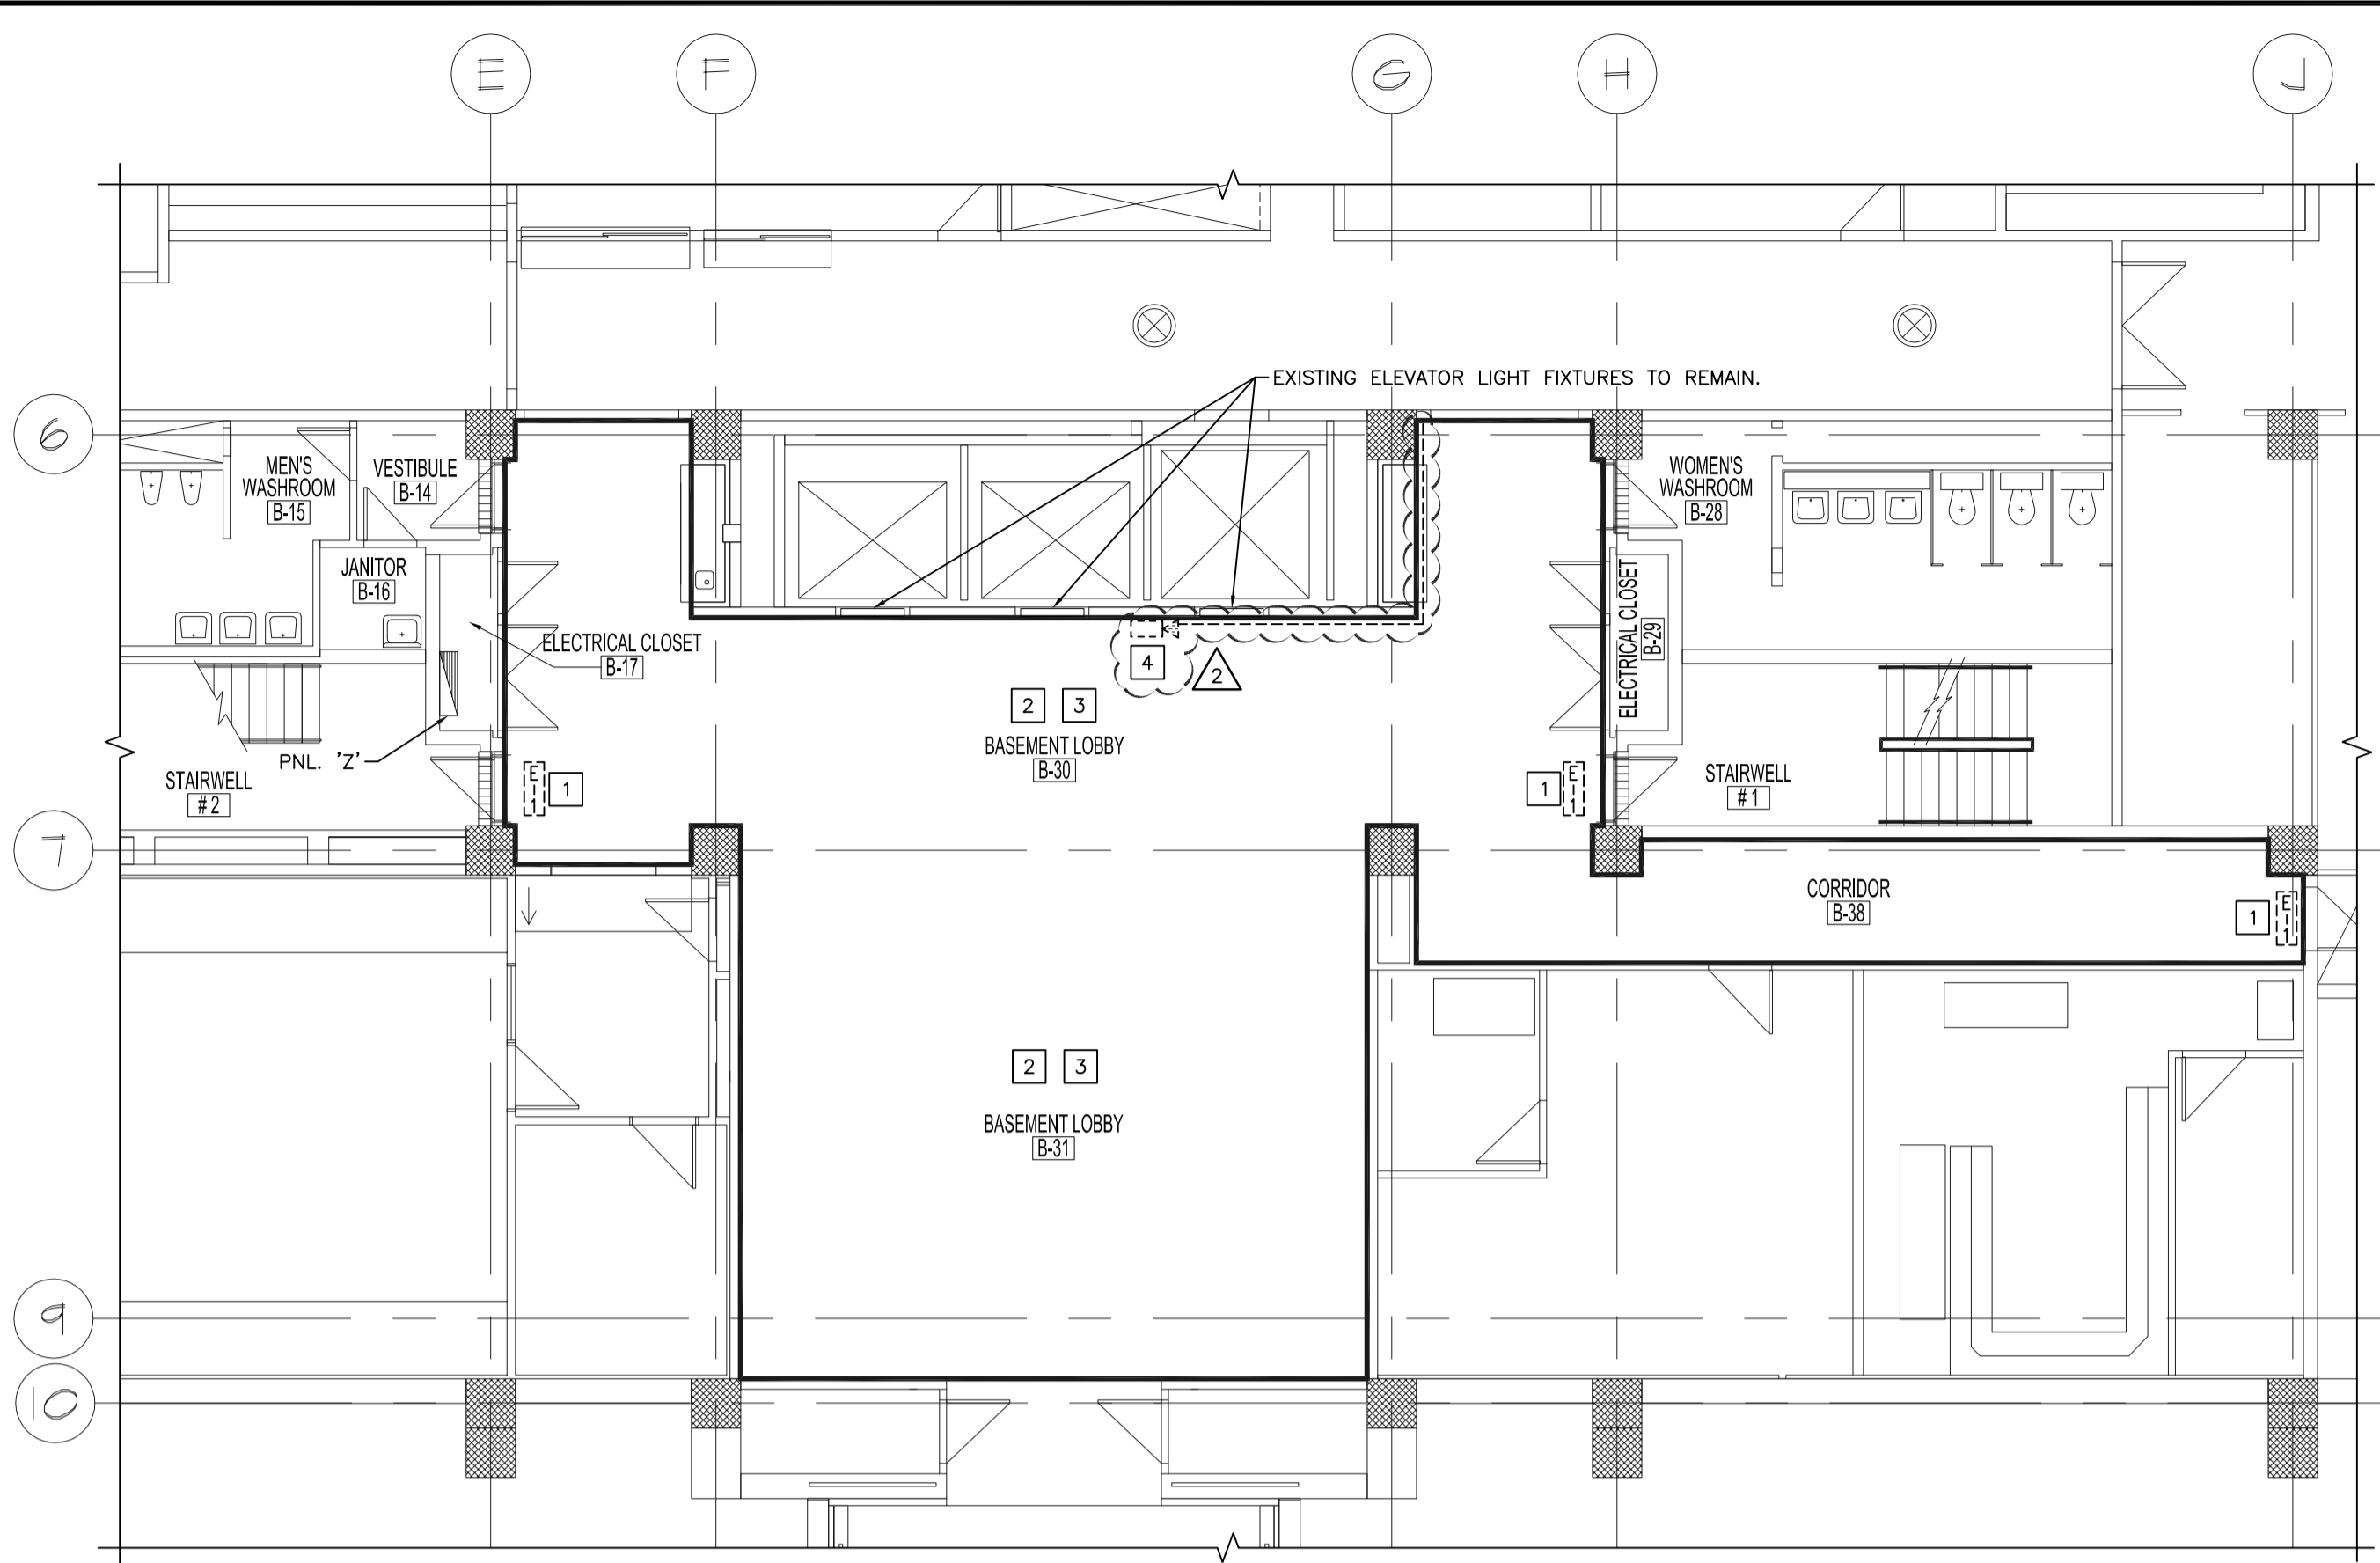 E
F
G
H
J
EXISTING ELEVATOR LIGHT FIXTURES TO REMAIN.
6
MEN'S
WASHROOM
B-15
VESTIBULE
B-14
WOMEN'S
WASHROOM
B-28
JANITOR
B-16
ELECTRICAL CLOSET
B-17
ELECTRICAL CLOSET
B-29
4
2
2 3
BASEMENT LOBBY
B-30
PNL. 'Z'
STAIRWELL
#2
E
1
1
1
E
1
STAIRWELL
#1
7
CORRIDOR
B-38
1
E
1
2 3
BASEMENT LOBBY
B-31
9
10